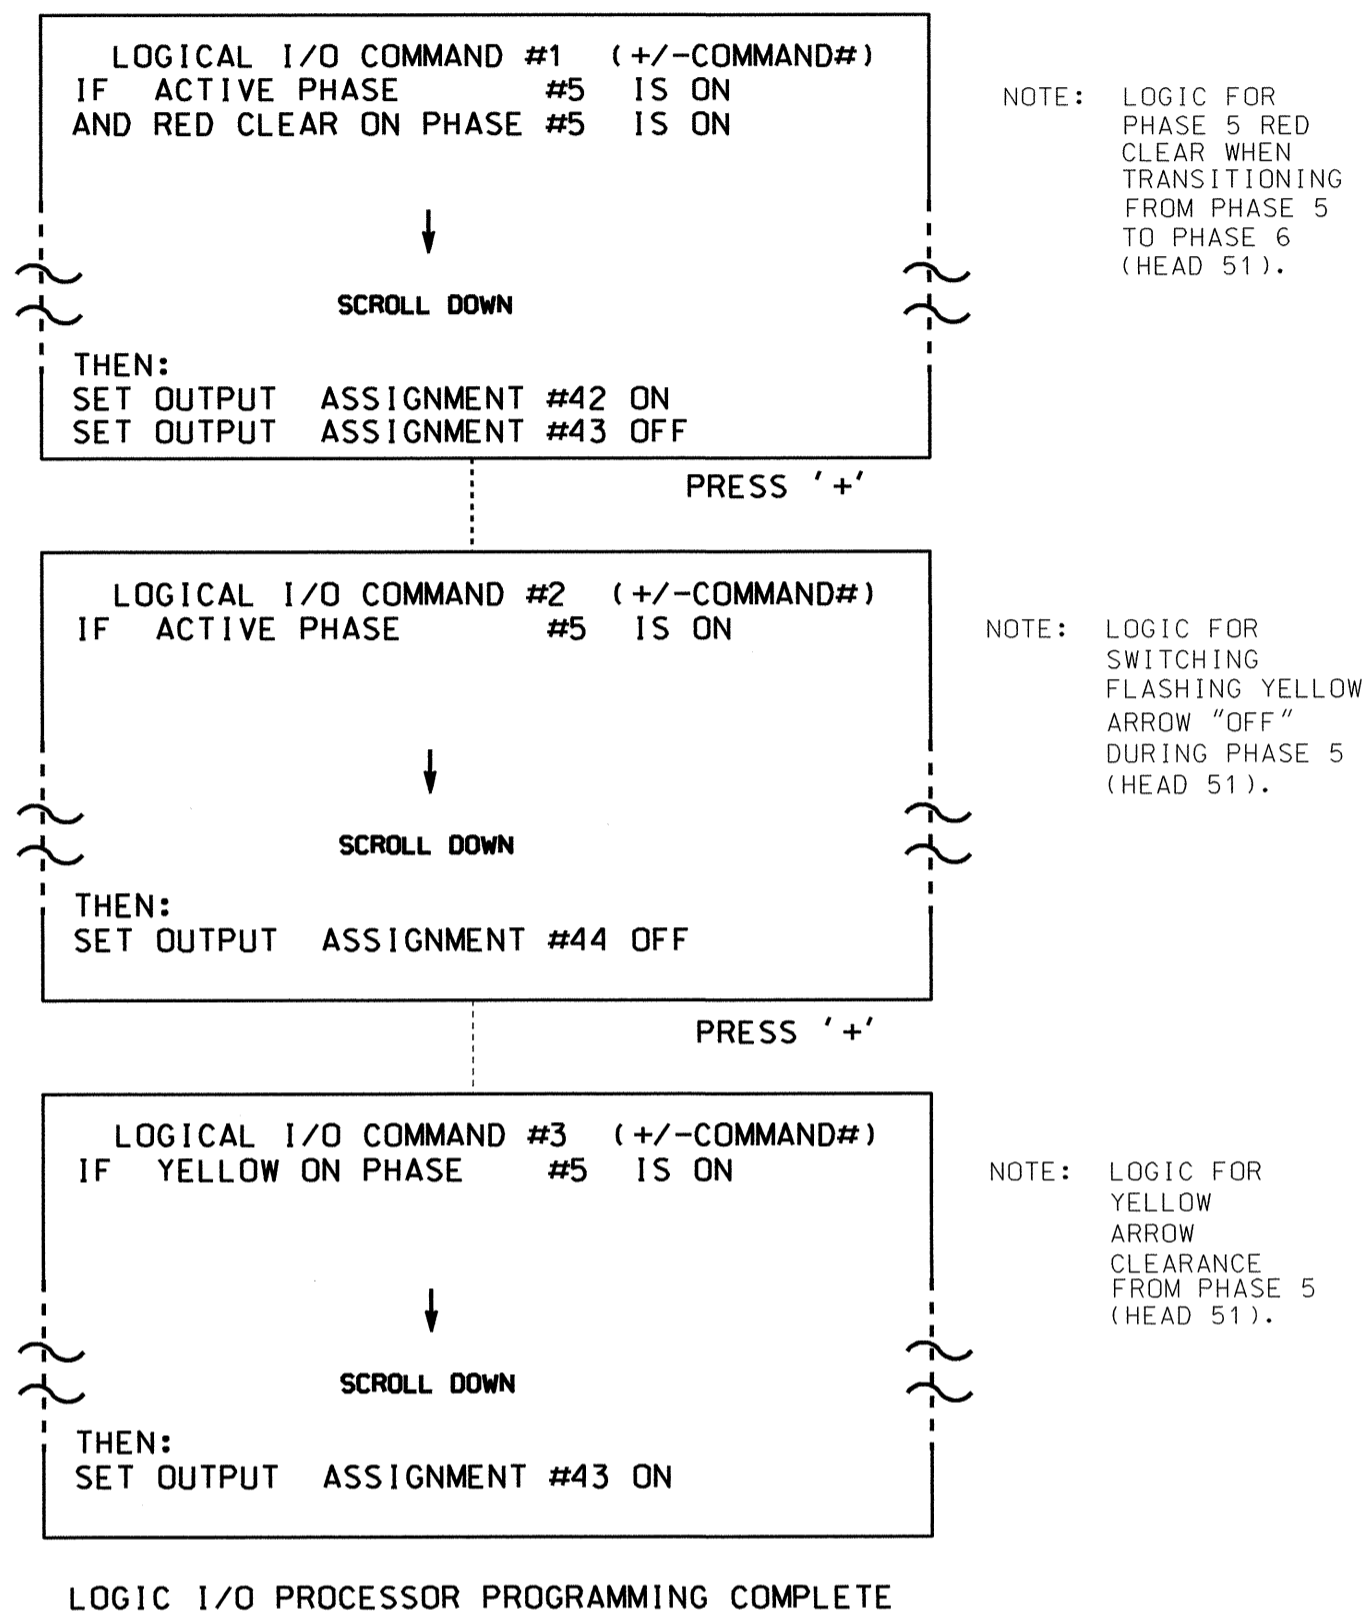 LOGICAL I/O COMMAND #1 (+/-COMMAND#)
IF ACTIVE PHASE #5 IS ON
AND RED CLEAR ON PHASE #5 IS ON
SCROLL DOWN
THEN:
SET OUTPUT ASSIGNMENT #42 ON
SET OUTPUT ASSIGNMENT #43 OFF
NOTE: LOGIC FOR
PHASE 5 RED
CLEAR WHEN
TRANSITIONING
FROM PHASE 5
TO PHASE 6
(HEAD 51).
PRESS '+'
LOGICAL I/O COMMAND #2 (+/-COMMAND#)
IF ACTIVE PHASE #5 IS ON
SCROLL DOWN
THEN:
SET OUTPUT ASSIGNMENT #44 OFF
NOTE: LOGIC FOR
SWITCHING
FLASHING YELLOW
ARROW "OFF"
DURING PHASE 5
(HEAD 51).
PRESS '+'
LOGICAL I/O COMMAND #3 (+/-COMMAND#)
IF YELLOW ON PHASE #5 IS ON
SCROLL DOWN
THEN:
SET OUTPUT ASSIGNMENT #43 ON
NOTE: LOGIC FOR
YELLOW
ARROW
CLEARANCE
FROM PHASE 5
(HEAD 51).
LOGIC I/O PROCESSOR PROGRAMMING COMPLETE